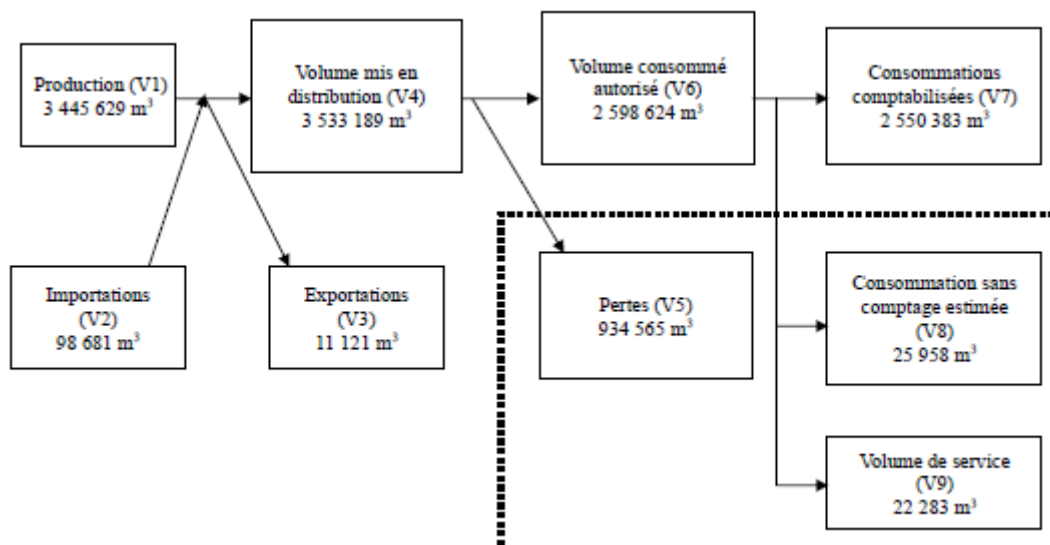 Production (V1)
3 445 629 m³
Volume mis en
distribution (V4)
3 533 189 m³
Volume consommé
autorisé (V6)
2 598 624 m³
Consommations
comptabilisées (V7)
2 550 383 m³
Importations
(V2)
98 681 m³
Exportations
(V3)
11 121 m³
Pertes (V5)
934 565 m³
Consommation sans
comptage estimée
(V8)
25 958 m³
Volume de service
(V9)
22 283 m³